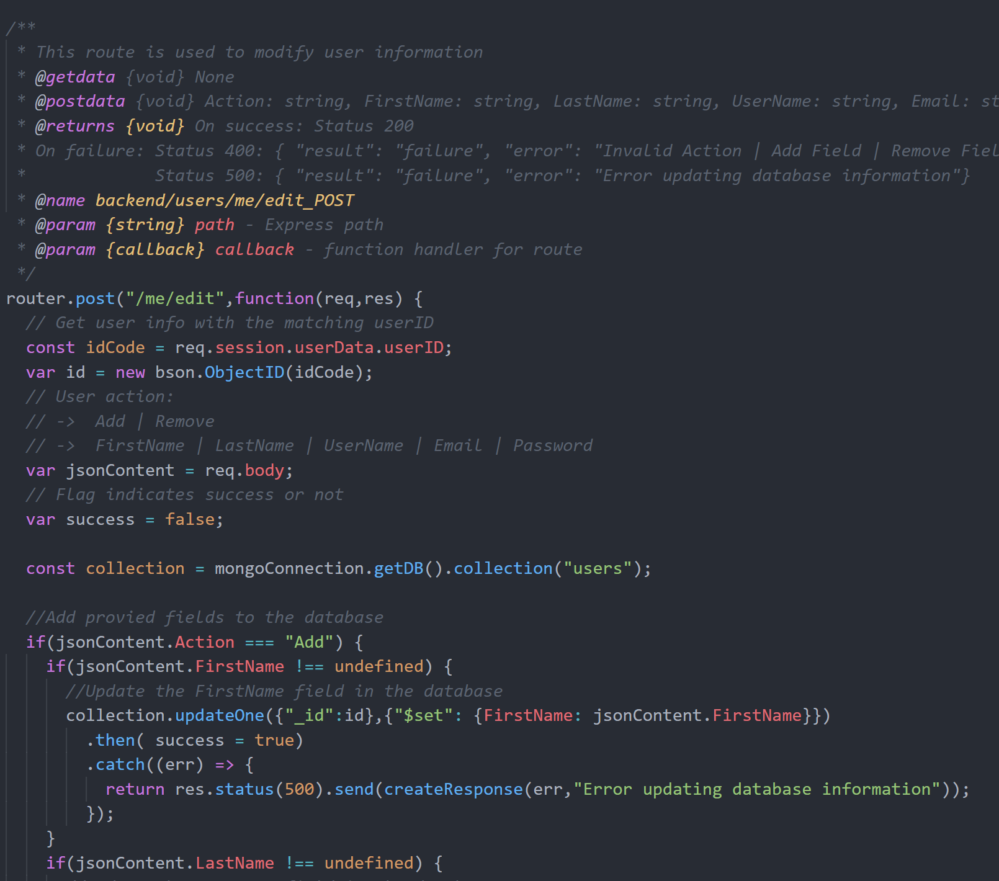 /**
 * This route is used to modify user information
 * @getdata {void} None
 * @postdata {void} Action: string, FirstName: string, LastName: string, UserName: string, Email: st
 * @returns {void} On success: Status 200
 * On failure: Status 400: { "result": "failure", "error": "Invalid Action | Add Field | Remove Fiel
 *             Status 500: { "result": "failure", "error": "Error updating database information"}
 * @name backend/users/me/edit_POST
 * @param {string} path - Express path
 * @param {callback} callback - function handler for route
 */
router.post("/me/edit",function(req,res) {
  // Get user info with the matching userID
  const idCode = req.session.userData.userID;
  var id = new bson.ObjectID(idCode);
  // User action:
  // ->  Add | Remove
  // ->  FirstName | LastName | UserName | Email | Password
  var jsonContent = req.body;
  // Flag indicates success or not
  var success = false;
  const collection = mongoConnection.getDB().collection("users");
  //Add provied fields to the database
  if(jsonContent.Action === "Add") {
    if(jsonContent.FirstName !== undefined) {
      //Update the FirstName field in the database
      collection.updateOne({"_id":id},{"$set": {FirstName: jsonContent.FirstName}})
        .then( success = true)
        .catch((err) => {
          return res.status(500).send(createResponse(err,"Error updating database information"));
        });
    }
    if(jsonContent.LastName !== undefined) {